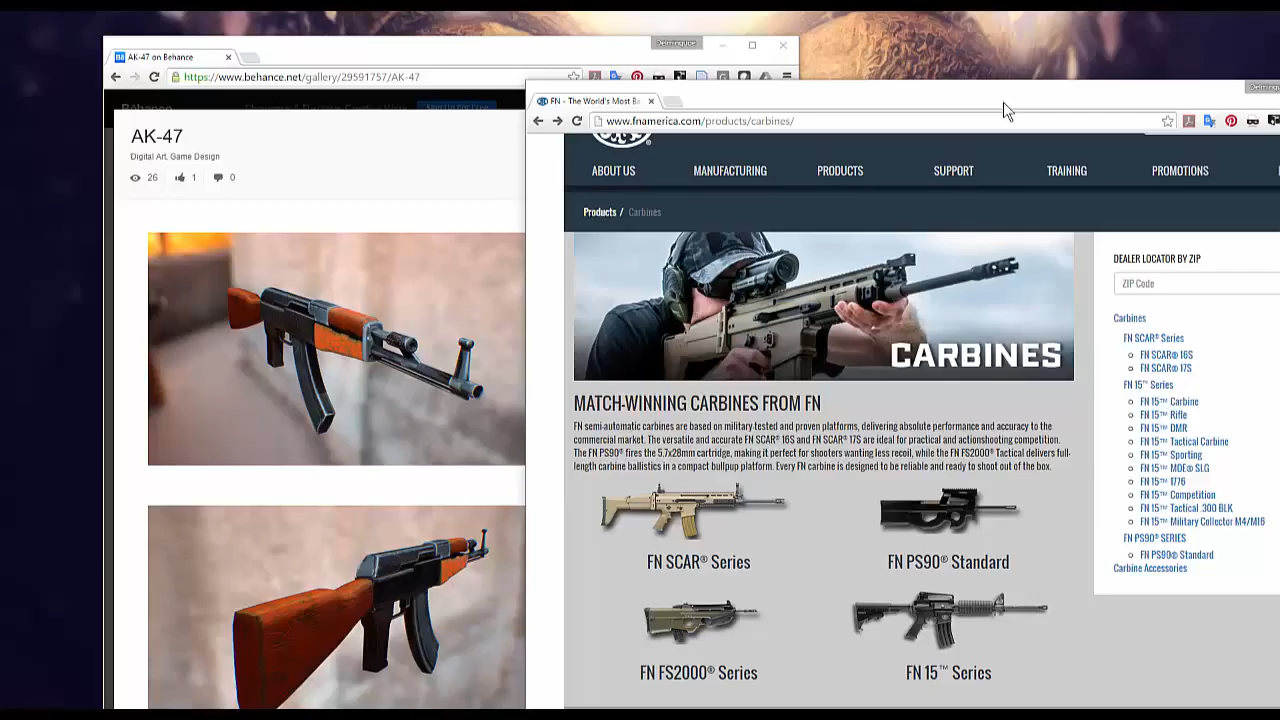 AK-47 on Behance
https://www.behance.net/gallery/29591757/AK-47
AK-47
Digital Art, Game Design
26
1
0
FN - The World's Most Ba
www.fnamerica.com/products/carbines/
ABOUT US
MANUFACTURING
PRODUCTS
SUPPORT
TRAINING
PROMOTIONS
Products / Carbines
CARBINES
MATCH-WINNING CARBINES FROM FN
FN semi-automatic carbines are based on military-tested and proven platforms, delivering absolute performance and accuracy to the
commercial market. The versatile and accurate FN SCAR® 16S and FN SCAR® 17S are ideal for practical and actionshooting competition.
The FN PS90® fires the 5.7x28mm cartridge, making it perfect for shooters wanting less recoil, while the FN FS2000® Tactical delivers full-
length carbine ballistics in a compact bullpup platform. Every FN carbine is designed to be reliable and ready to shoot out of the box.
FN SCAR® Series
FN PS90® Standard
FN FS2000® Series
FN 15™ Series
DEALER LOCATOR BY ZIP
ZIP Code
Carbines
FN SCAR® Series
FN SCAR® 16S
FN SCAR® 17S
FN 15™ Series
FN 15™ Carbine
FN 15™ Rifle
FN 15™ DMR
FN 15™ Tactical Carbine
FN 15™ Sporting
FN 15™ MOE® SLG
FN 15™ 1776
FN 15™ Competition
FN 15™ Tactical .300 BLK
FN 15™ Military Collector M4/M16
FN PS90® SERIES
FN PS90® Standard
Carbine Accessories